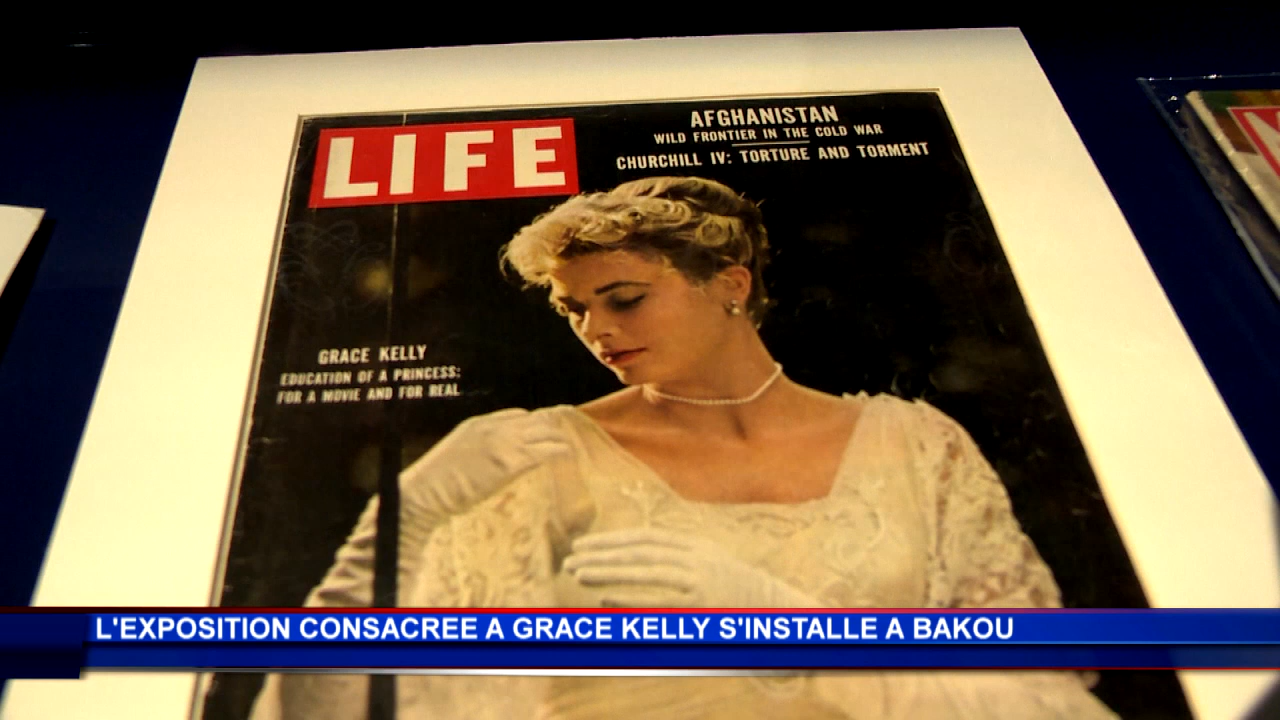 LIFE
AFGHANISTAN
WILD FRONTIER IN THE COLD WAR
CHURCHILL IV: TORTURE AND TORMENT
GRACE KELLY
EDUCATION OF A PRINCESS:
FOR A MOVIE AND FOR REAL
L'EXPOSITION CONSACREE A GRACE KELLY S'INSTALLE A BAKOU